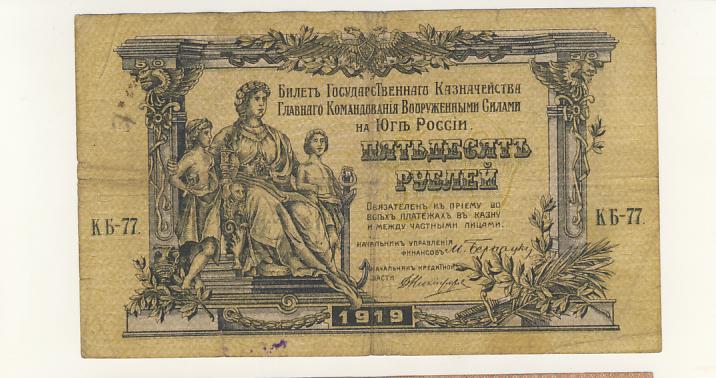 50 50
Билетъ Государственнаго Казначейства
Главнаго Командованія Вооруженными Силами
на Югѣ Россіи.
ПЯТЬДЕСЯТЪ
РУБЛЕЙ
Обязателенъ къ пріему во
всѣхъ платежахъ въ казну
и между частными лицами.
Начальникъ управленія
финансовъ
Начальникъ кредитной
части
КБ-77. КБ-77.
1919